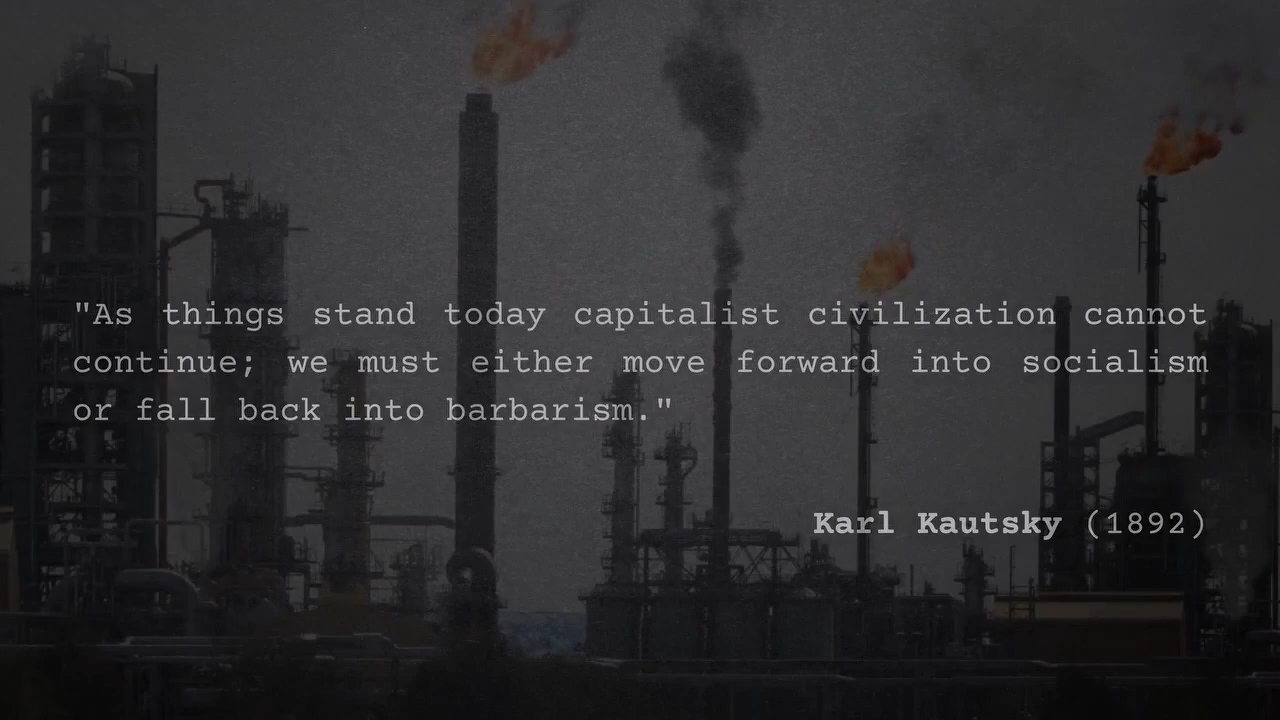 "As things stand today capitalist civilization cannot
continue; we must either move forward into socialism
or fall back into barbarism."
Karl Kautsky (1892)